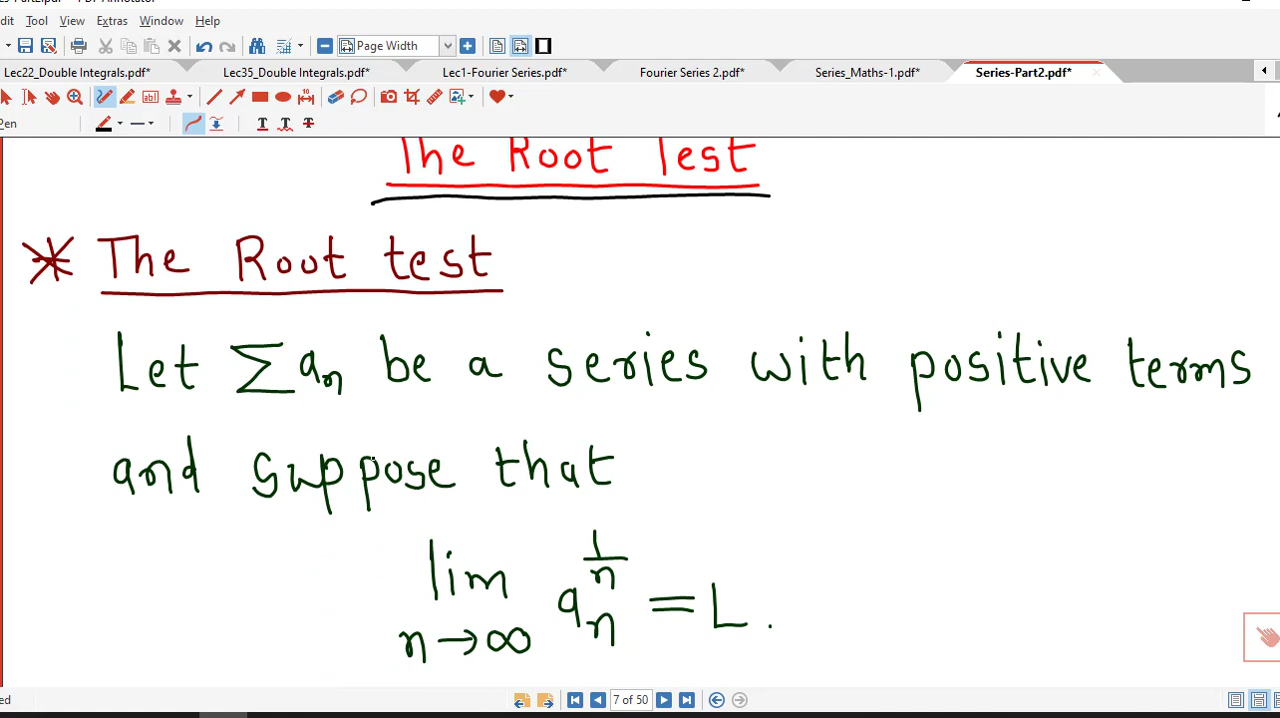 dit Tool View Extras Window Help
Page Width
Lec22_Double Integrals.pdf* Lec35_Double Integrals.pdf* Lec1-Fourier Series.pdf* Fourier Series 2.pdf* Series_Maths-1.pdf* Series-Part2.pdf*
The Root Test
* The Root test
Let ∑ aₙ be a series with positive terms
and suppose that
lim n→∞ aₙ^(1/n) = L.
7 of 50